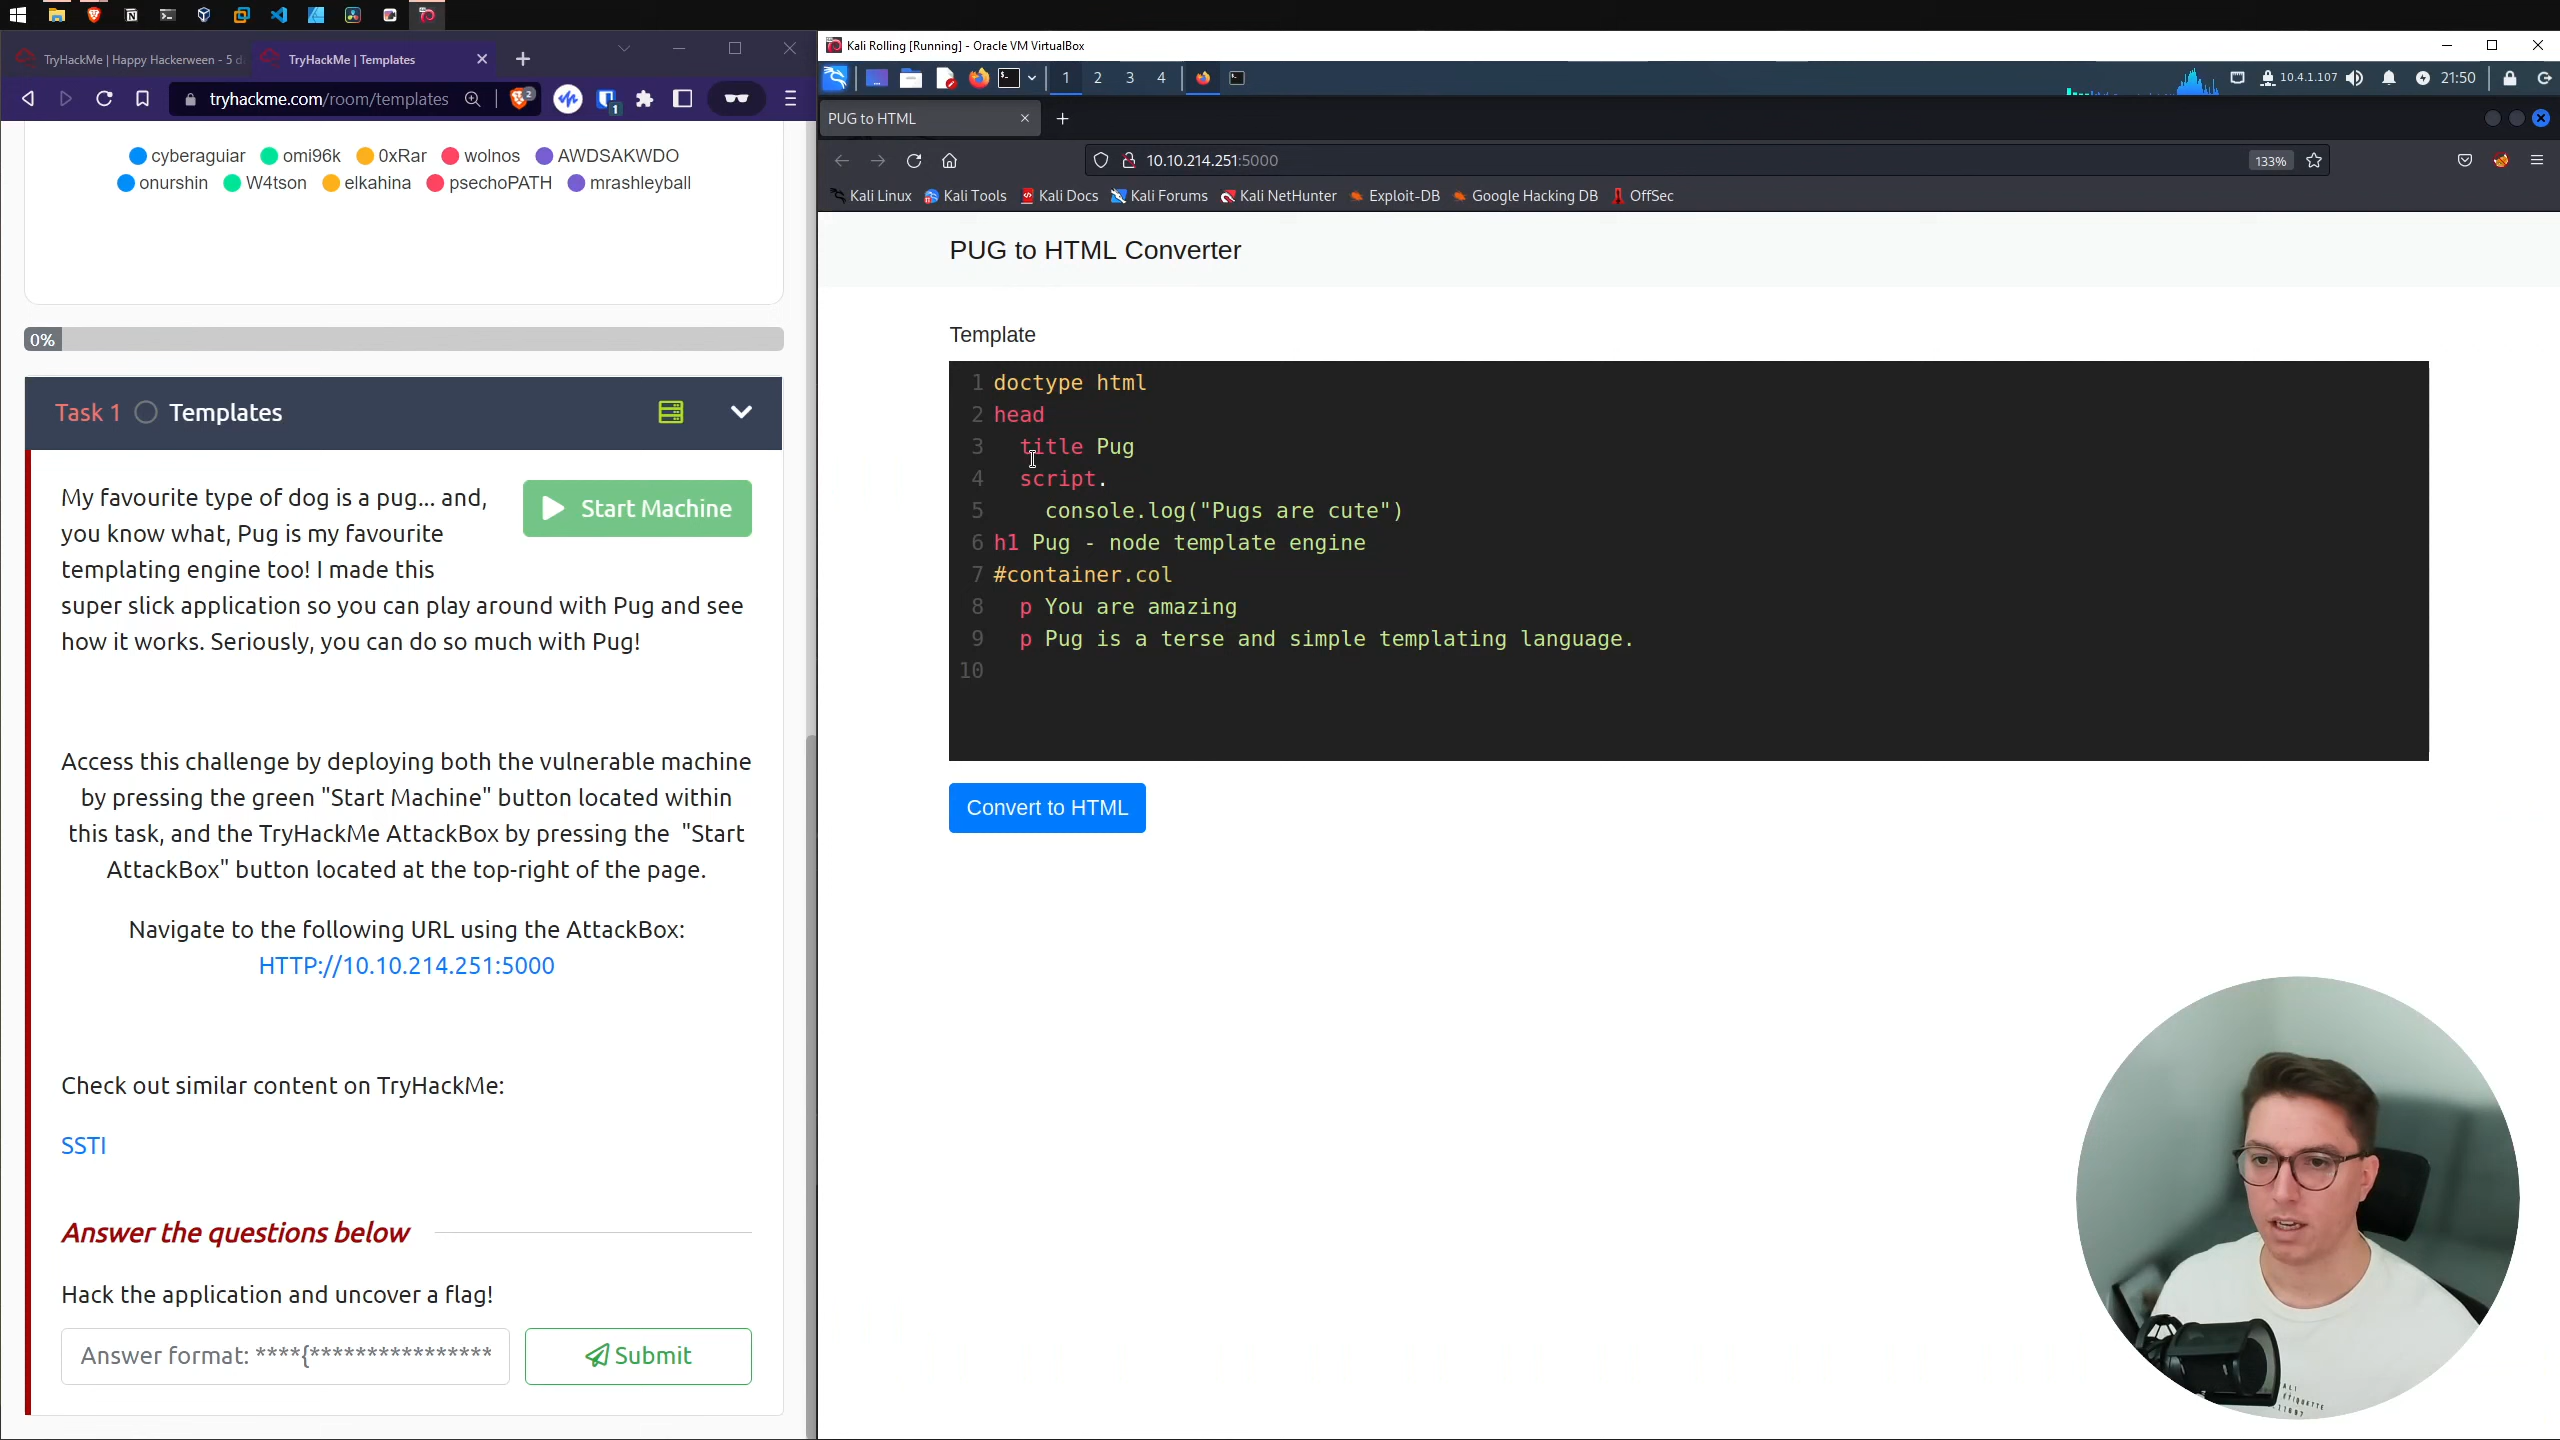 TryHackMe | Happy Hackerween - 5 d
TryHackMe | Templates
tryhackme.com/room/templates
2
1
cyberaguiar
omi96k
0xRar
wolnos
AWDSAKWDO
onurshin
W4tson
elkahina
psechoPATH
mrashleyball
0%
Task 1
Templates
Start Machine
My favourite type of dog is a pug... and,
you know what, Pug is my favourite
templating engine too! I made this
super slick application so you can play around with Pug and see
how it works. Seriously, you can do so much with Pug!
Access this challenge by deploying both the vulnerable machine
by pressing the green "Start Machine" button located within
this task, and the TryHackMe AttackBox by pressing the "Start
AttackBox" button located at the top-right of the page.
Navigate to the following URL using the AttackBox:
HTTP://10.10.214.251:5000
Check out similar content on TryHackMe:
SSTI
Answer the questions below
Hack the application and uncover a flag!
Answer format: ****{****************
Submit
Kali Rolling [Running] - Oracle VM VirtualBox
1 2 3 4
10.4.1.107
21:50
PUG to HTML
10.10.214.251:5000
133%
Kali Linux
Kali Tools
Kali Docs
Kali Forums
Kali NetHunter
Exploit-DB
Google Hacking DB
OffSec
PUG to HTML Converter
Template
1 doctype html
2 head
3 title Pug
4 script.
5 console.log("Pugs are cute")
6 h1 Pug - node template engine
7 #container.col
8 p You are amazing
9 p Pug is a terse and simple templating language.
10
Convert to HTML